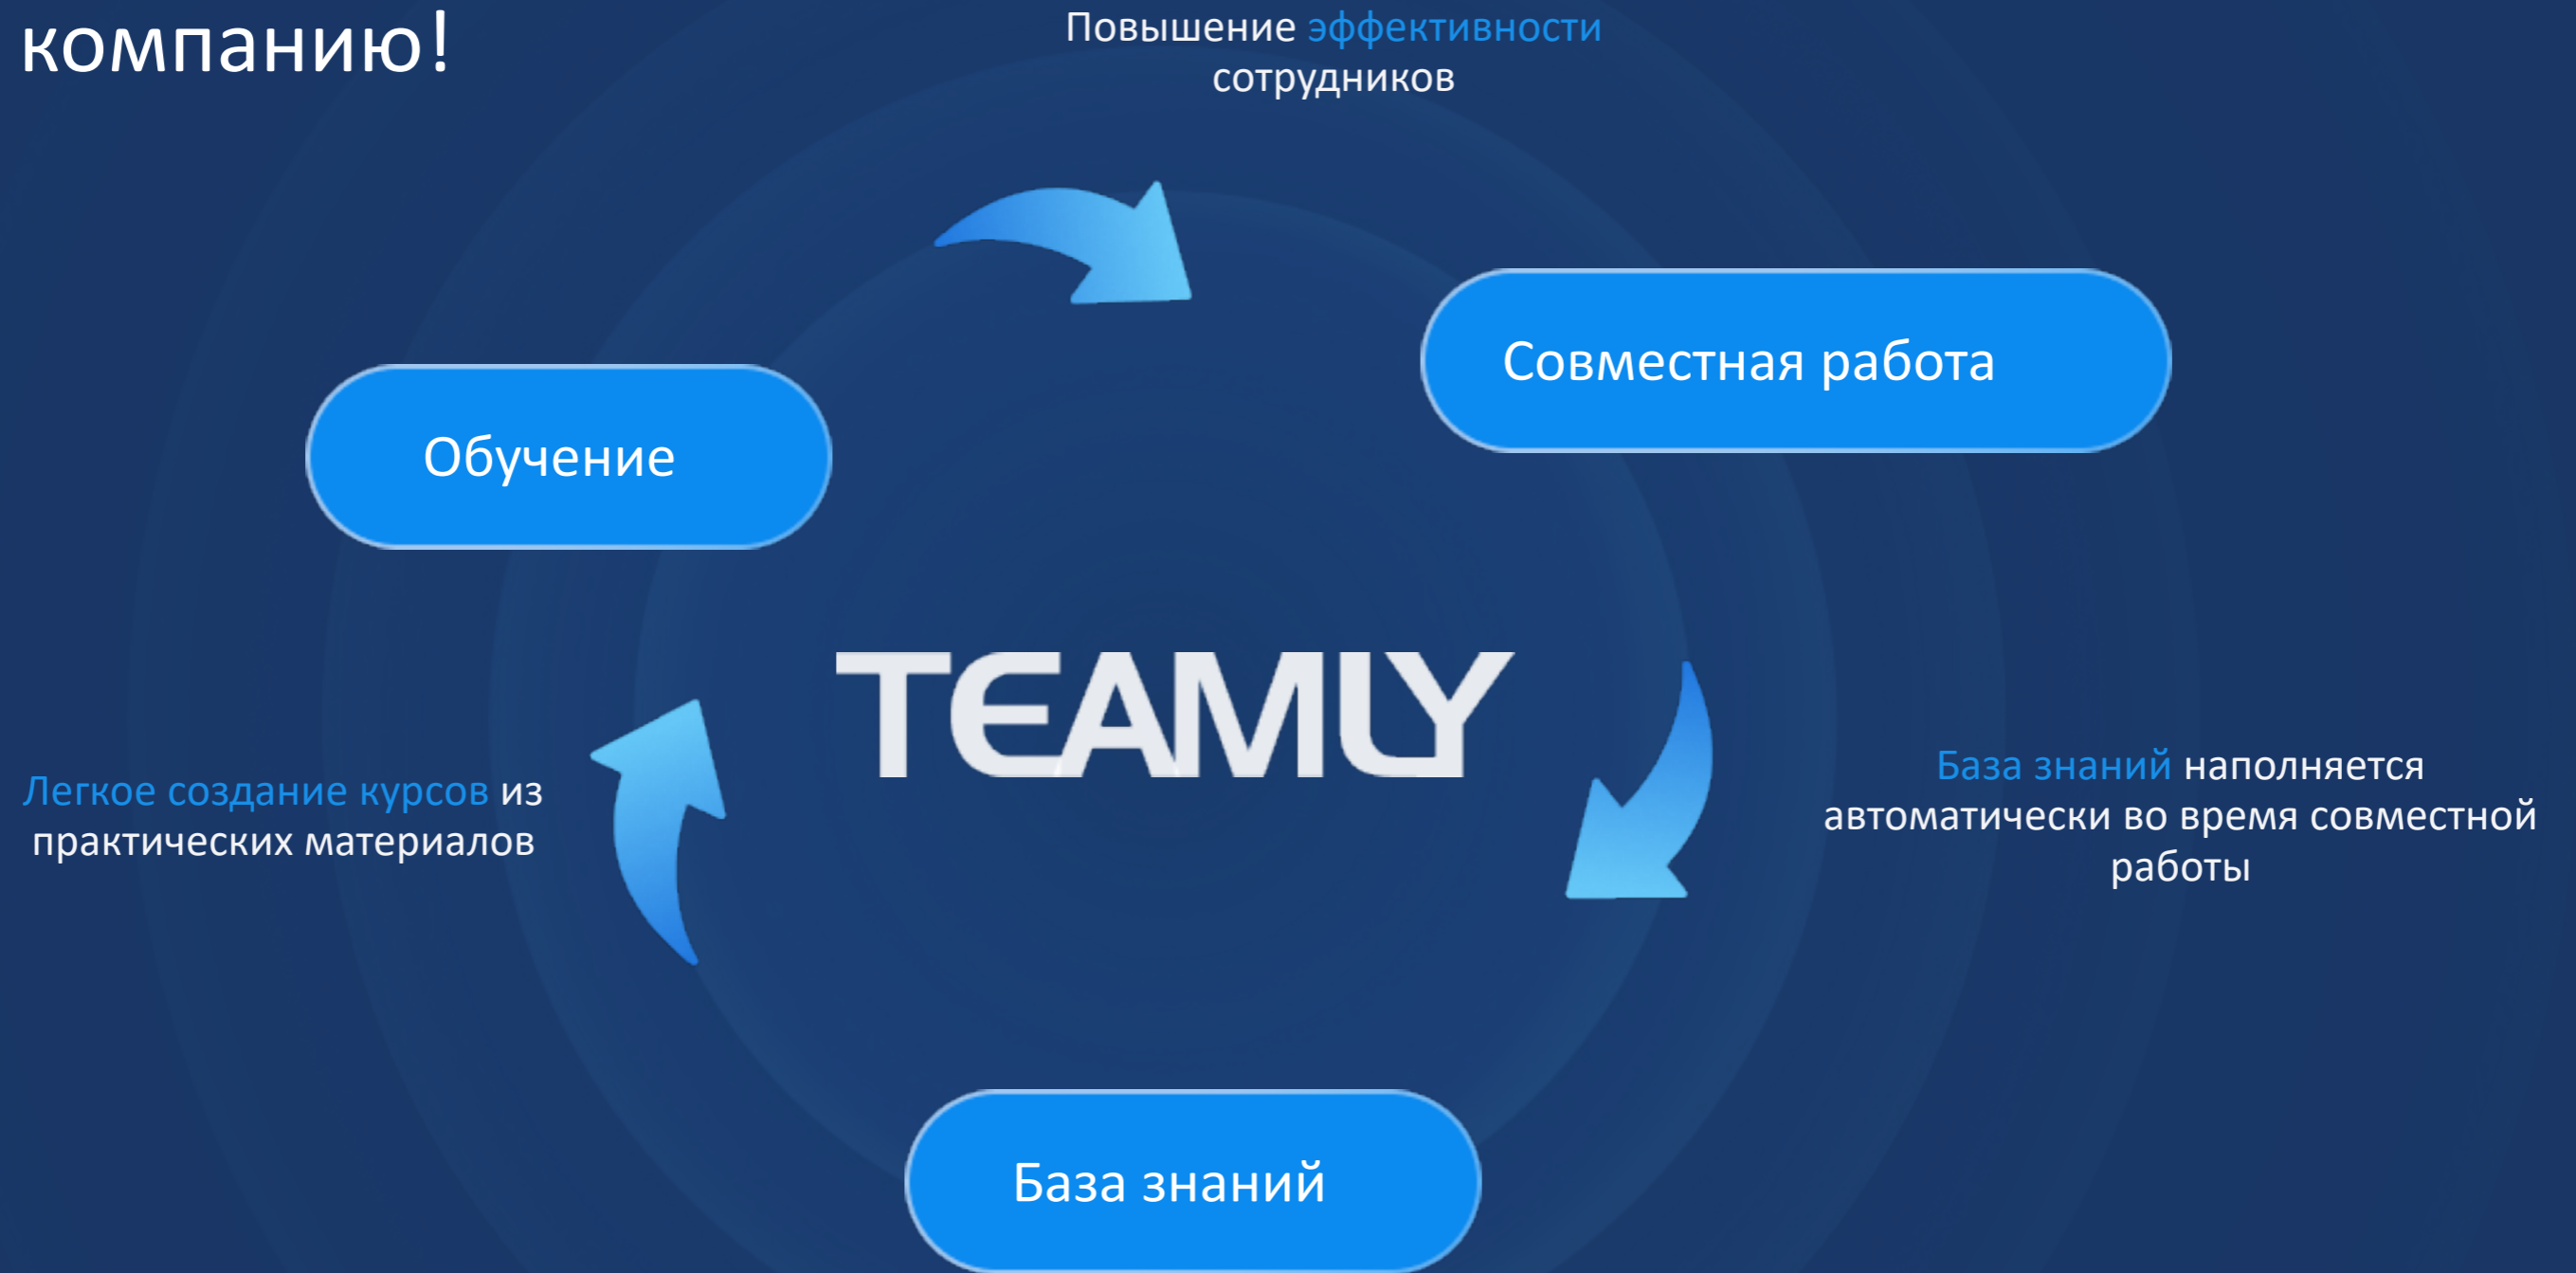 компанию!
Повышение эффективности
сотрудников
Совместная работа
Обучение
TEAMLY
Легкое создание курсов из
практических материалов
База знаний наполняется
автоматически во время совместной
работы
База знаний